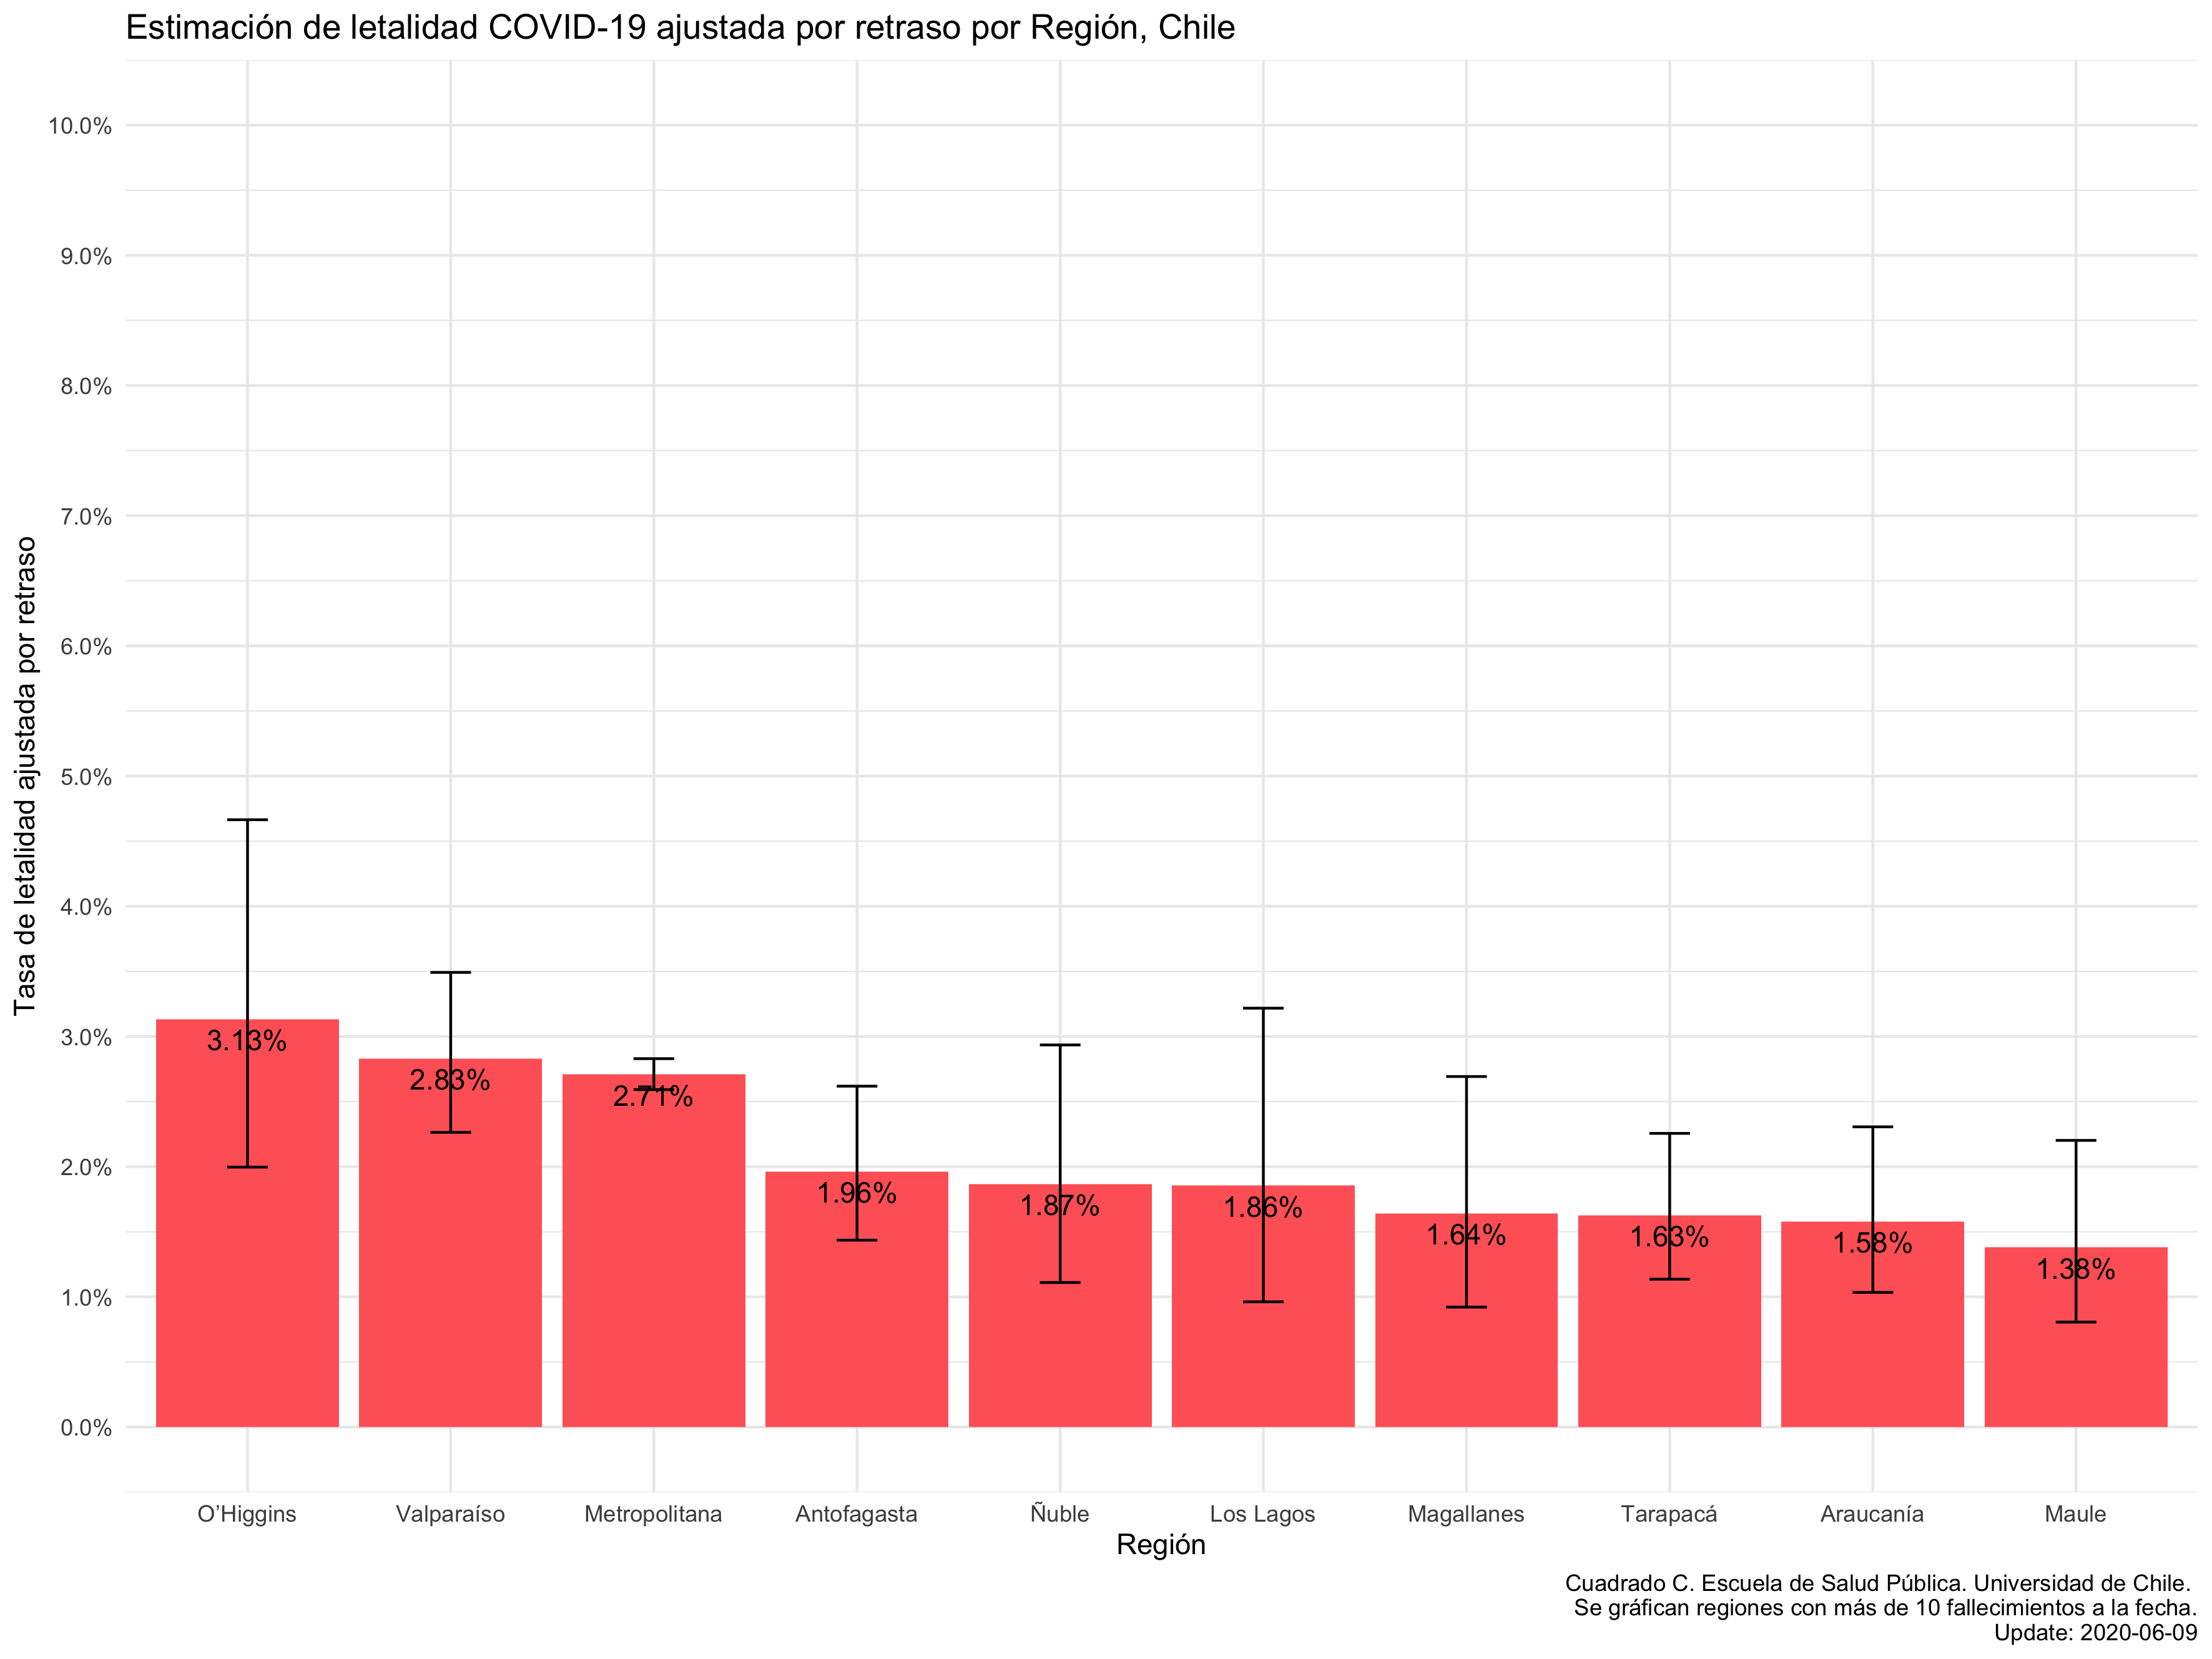 Estimación de letalidad COVID-19 ajustada por retraso por Región, Chile
Tasa de letalidad ajustada por retraso
10.0%
9.0%
8.0%
7.0%
6.0%
5.0%
4.0%
3.0%
2.0%
1.0%
0.0%
3.13%
2.83%
2.71%
1.96%
1.87%
1.86%
1.64%
1.63%
1.58%
1.38%
O’Higgins
Valparaíso
Metropolitana
Antofagasta
Ñuble
Los Lagos
Magallanes
Tarapacá
Araucanía
Maule
Región
Cuadrado C. Escuela de Salud Pública. Universidad de Chile.
Se gráfican regiones con más de 10 fallecimientos a la fecha.
Update: 2020-06-09